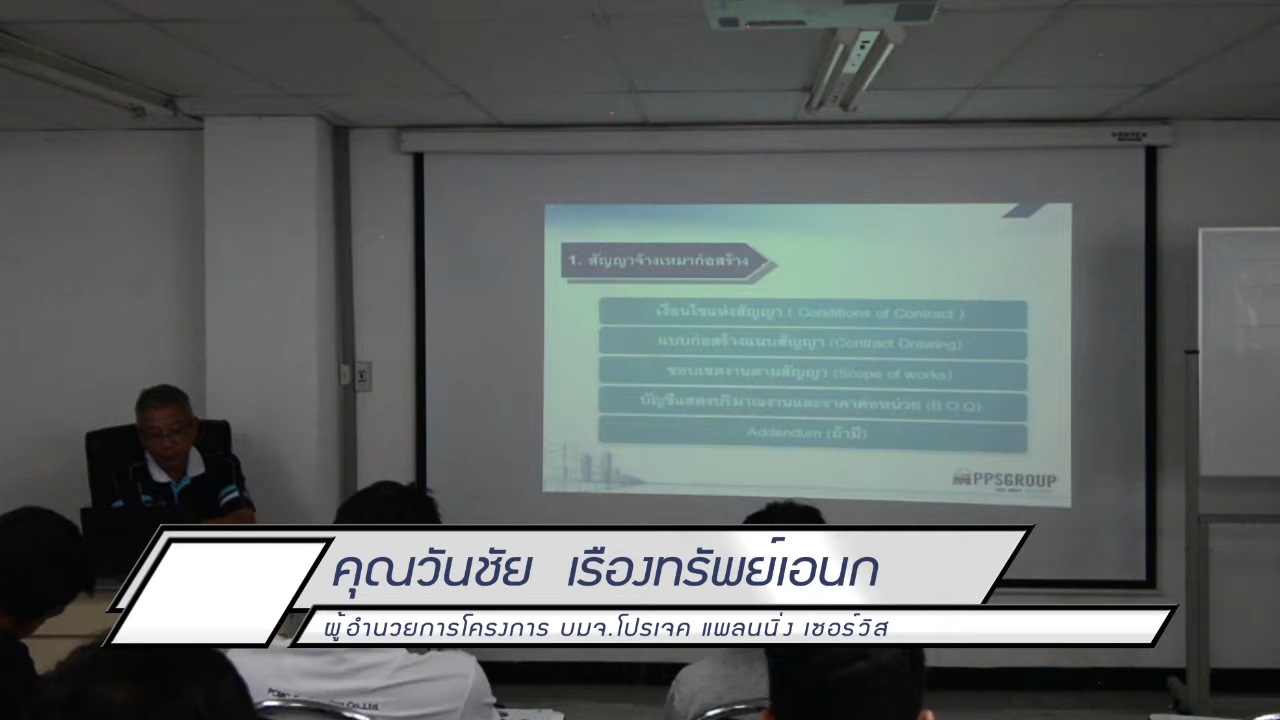 VERTEX
1. สัญญาจ้างเหมาก่อสร้าง
เงื่อนไขแห่งสัญญา ( Conditions of Contract )
แบบก่อสร้างแนบสัญญา (Contract Drawing)
ขอบเขตงานตามสัญญา (Scope of works)
บัญชีแสดงปริมาณงานและราคาต่อหน่วย (B.O.Q)
Addendum (ถ้ามี)
PPSGROUP
คุณวันชัย เรืองทรัพย์เอนก
ผู้อำนวยการโครงการ บมจ.โปรเจค แพลนนิ่ง เซอร์วิส
Co.,Ltd.